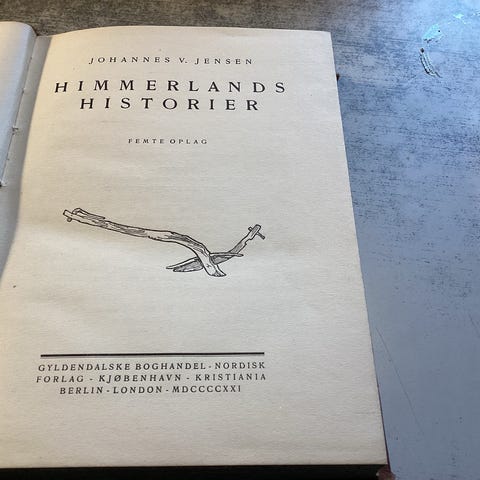 JOHANNES V. JENSEN
HIMMERLANDS
HISTORIER
FEMTE OPLAG
GYLDENDALSKE BOGHANDEL - NORDISK
FORLAG - KJØBENHAVN - KRISTIANIA
BERLIN - LONDON - MDCCCCXXI